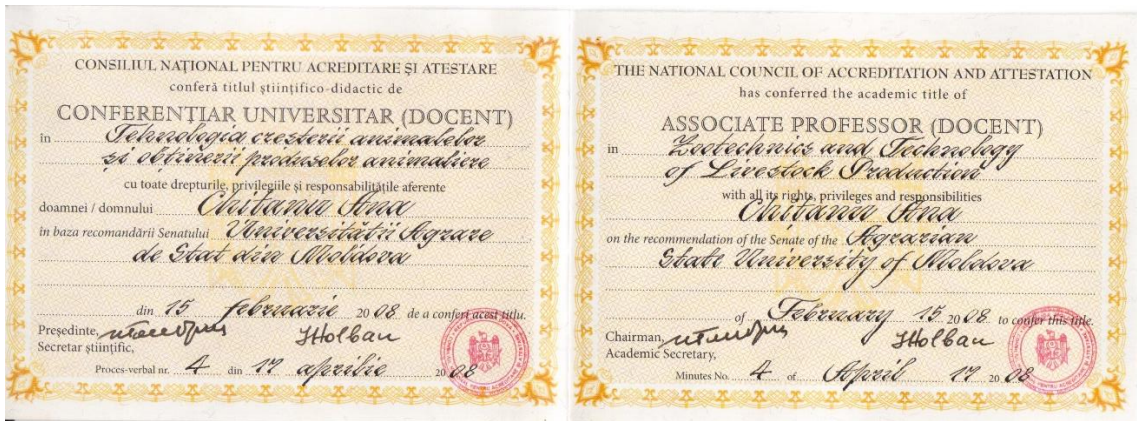 CONSILIUL NAȚIONAL PENTRU ACREDITARE ȘI ATESTARE
conferă titlul științifico-didactic de
CONFERENȚIAR UNIVERSITAR (DOCENT)
în Tehnologia creșterii animalelor
și obținerii produselor animaliere
cu toate drepturile, privilegiile și responsabilitățile aferente
doamnei / domnului Chitanu Ana
în baza recomandării Senatului Universității Agrare
de Stat din Moldova
din 15 februarie 2008 de a conferi acest titlu.
Președinte,
Secretar științific, JHolban
Proces-verbal nr. 4 din 17 aprilie 2008
THE NATIONAL COUNCIL OF ACCREDITATION AND ATTESTATION
has conferred the academic title of
ASSOCIATE PROFESSOR (DOCENT)
in Zootechnics and Technology
of Livestock Production
with all its rights, privileges and responsibilities
Chitanu Ana
on the recommendation of the Senate of the Agrarian
State University of Moldova
of February 15 2008 to confer this title.
Chairman,
Academic Secretary, JHolban
Minutes No. 4 of April 17 2008